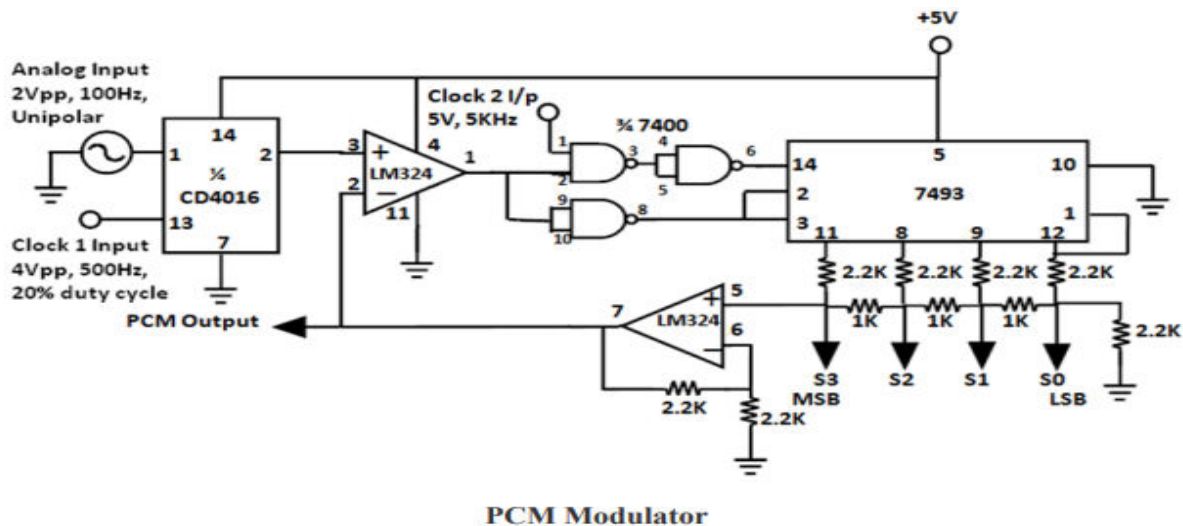 +5V
Analog Input
2Vpp, 100Hz,
Unipolar
Clock 2 I/p
5V, 5KHz
¾ 7400
14
1
2
¼
CD4016
13
7
3
2
4
LM324
11
1
1
2
3
4
5
6
9
10
8
14
2
3
5
10
7493
1
11
8
9
12
Clock 1 Input
4Vpp, 500Hz,
20% duty cycle
2.2K
2.2K
2.2K
2.2K
PCM Output
7
LM324
5
6
1K
1K
1K
2.2K
S3
MSB
S2
S1
S0
LSB
2.2K
2.2K
PCM Modulator